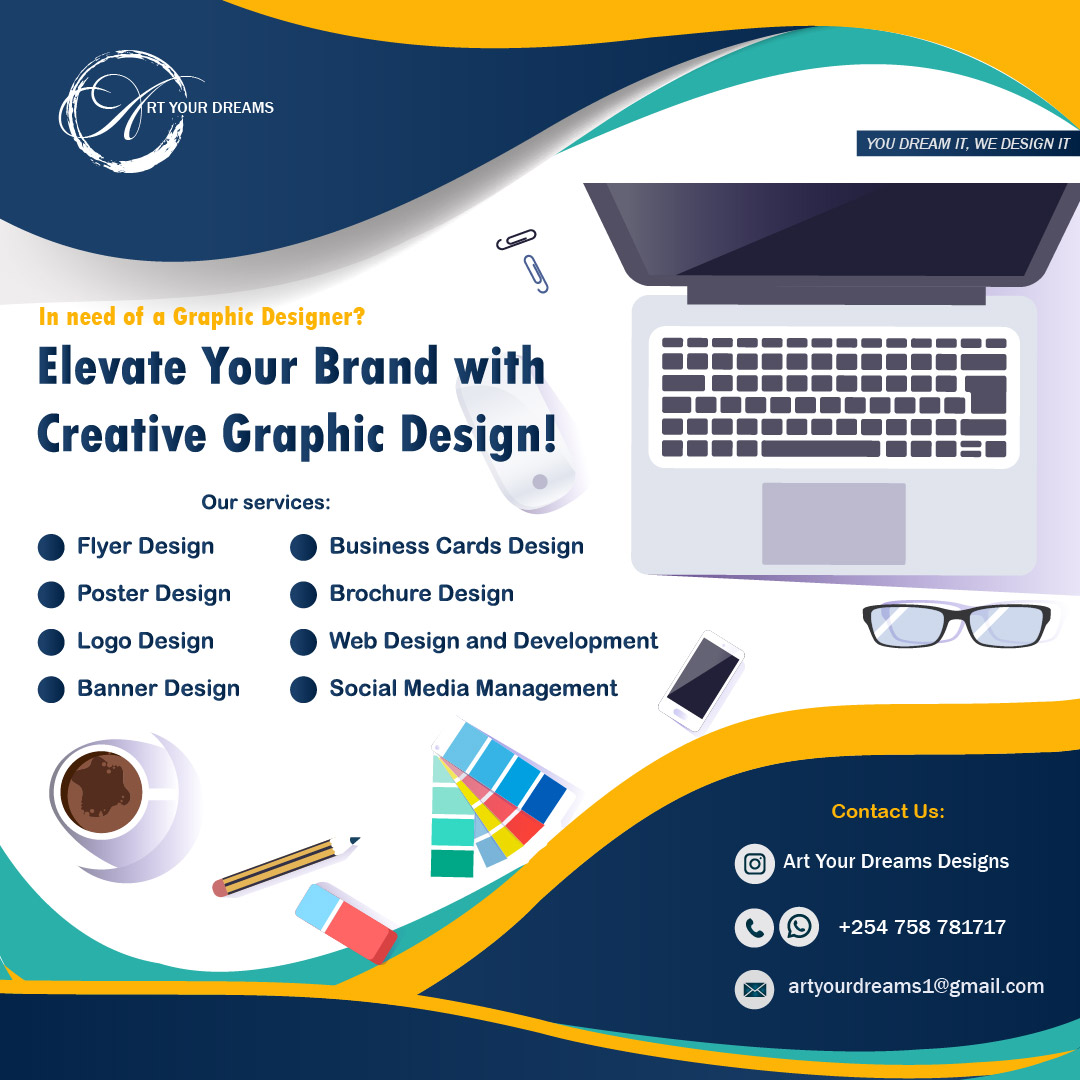 ART YOUR DREAMS
YOU DREAM IT, WE DESIGN IT
In need of a Graphic Designer?
Elevate Your Brand with
Creative Graphic Design!
Our services:
Flyer Design
Poster Design
Logo Design
Banner Design
Business Cards Design
Brochure Design
Web Design and Development
Social Media Management
Contact Us:
Art Your Dreams Designs
+254 758 781717
artyourdreams1@gmail.com